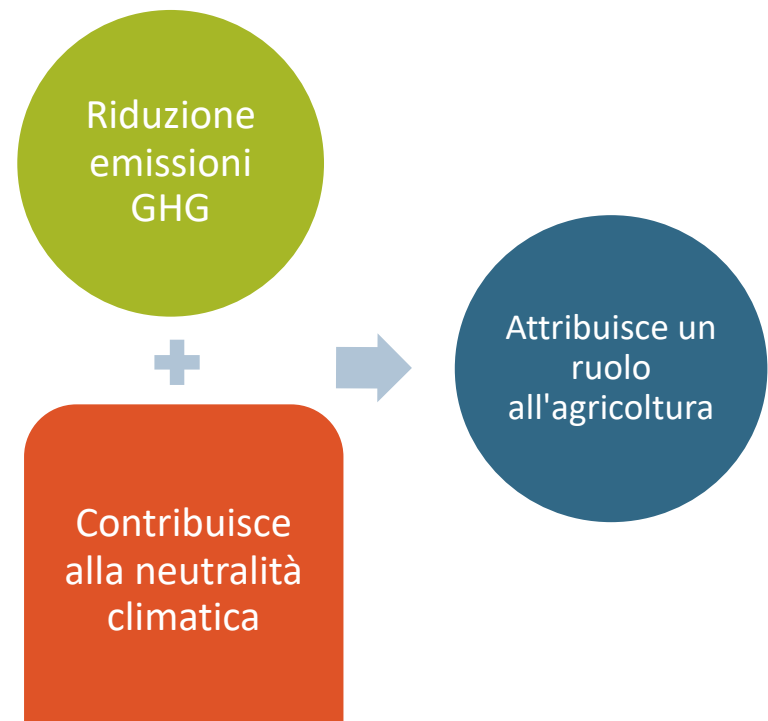 Riduzione
emissioni
GHG
Contribuisce
alla neutralità
climatica
Attribuisce un
ruolo
all'agricoltura